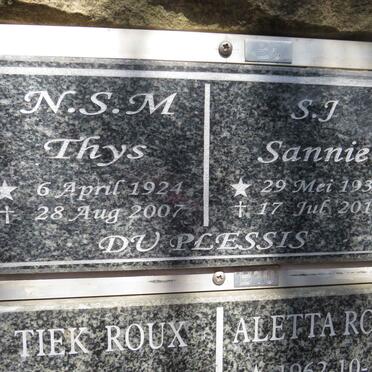 N.S.M
Thys
6 April 1924
28 Aug 2007
S.J
Sannie
29 Mei 193
17 Jul 201
DU PLESSIS
TIEK ROUX
ALETTA RO